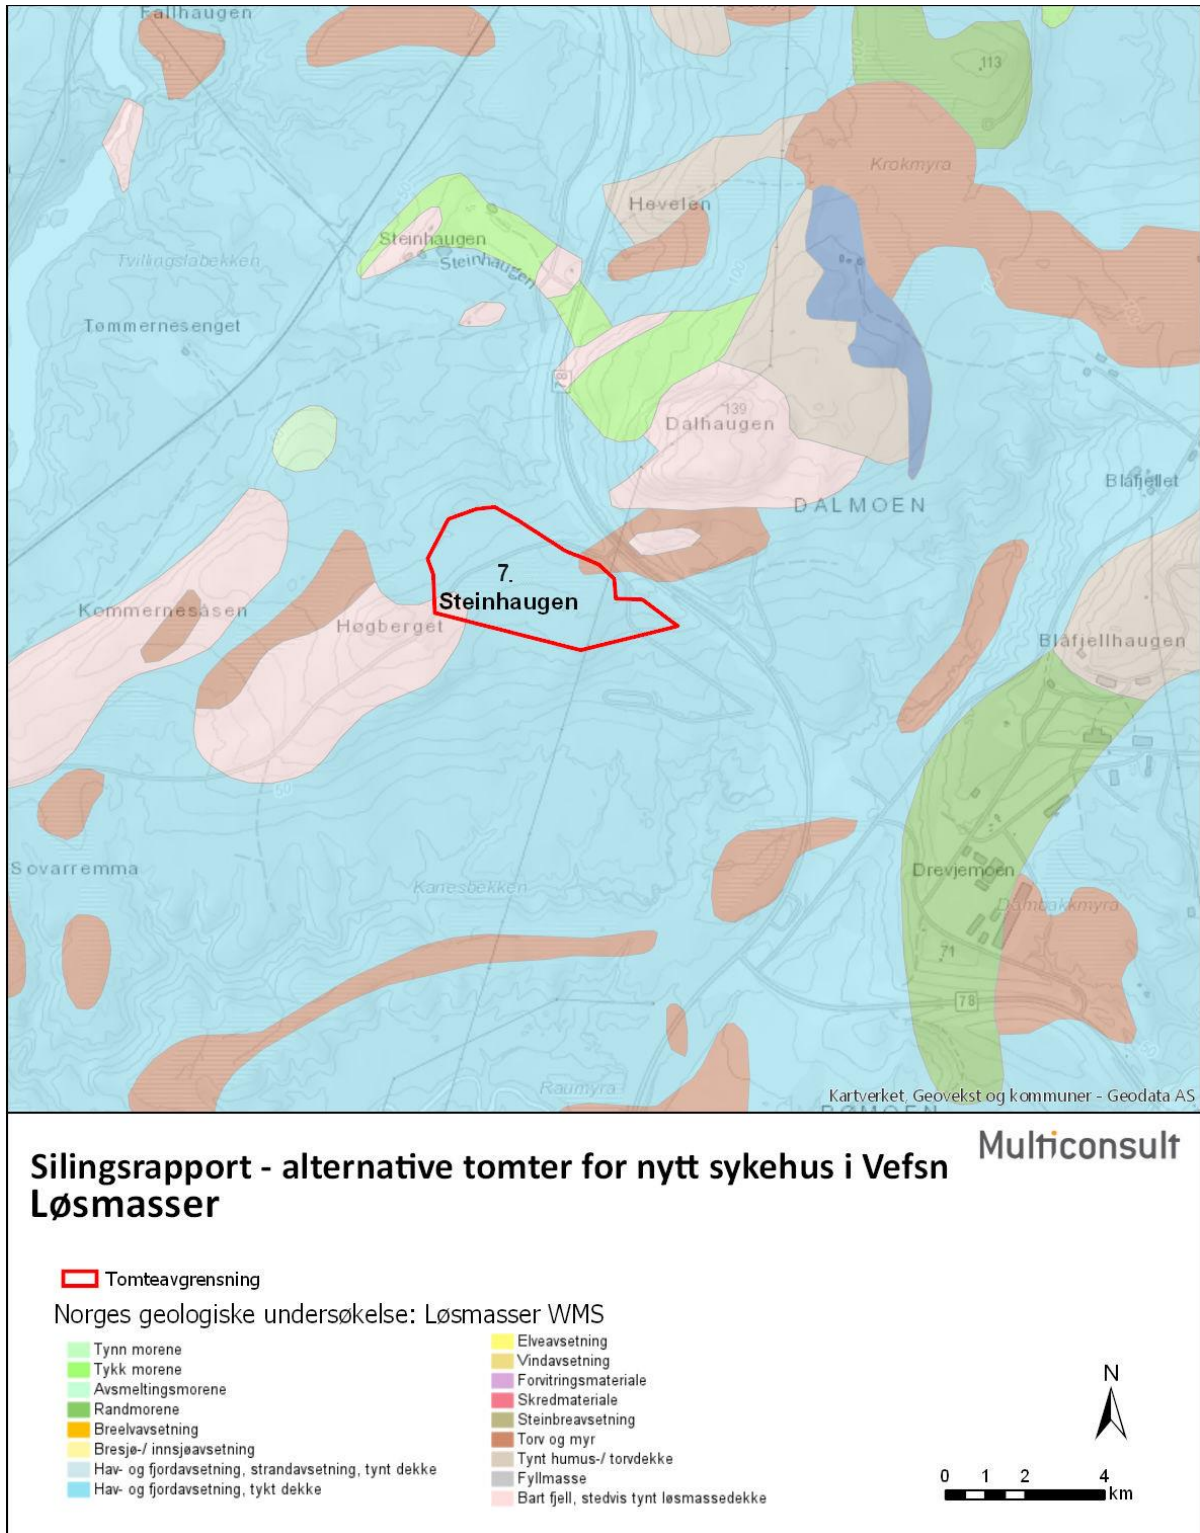 Fallhaugen
113
Krokmyra
Hevelen
Steinhaugen
Steinhaugen
Tvillingslabekken
Tømmernesenget
78
139
Dalhaugen
Blåfjellet
DALMOEN
7.
Steinhaugen
Kommernesåsen
Høgberget
Blåfjellhaugen
Sovarremma
Kanesbekken
Drevjemoen
Dambakkmyra
71
78
Raumyra
Kartverket, Geovekst og kommuner - Geodata AS
Multiconsult
Silingsrapport - alternative tomter for nytt sykehus i Vefsn
Løsmasser
Tomteavgrensning
Norges geologiske undersøkelse: Løsmasser WMS
Tynn morene
Tykk morene
Avsmeltingsmorene
Randmorene
Breelvavsetning
Bresjø-/ innsjøavsetning
Hav- og fjordavsetning, strandavsetning, tynt dekke
Hav- og fjordavsetning, tykt dekke
Elveavsetning
Vindavsetning
Forvitringsmateriale
Skredmateriale
Steinbreavsetning
Torv og myr
Tynt humus-/ torvdekke
Fyllmasse
Bart fjell, stedvis tynt løsmassedekke
N
0 1 2 4
km